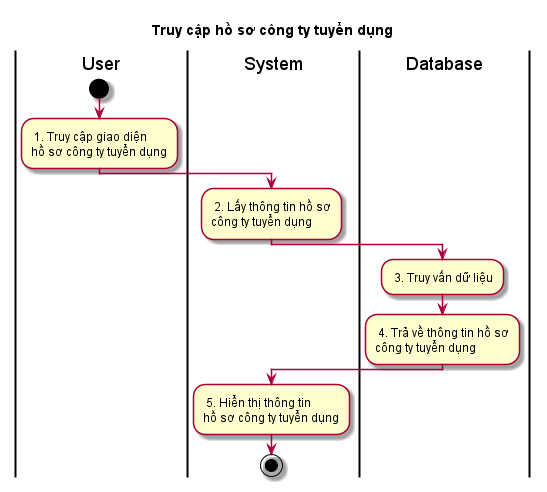 Truy cập hồ sơ công ty tuyển dụng
User
System
Database
1. Truy cập giao diện
hồ sơ công ty tuyển dụng
2. Lấy thông tin hồ sơ
công ty tuyển dụng
3. Truy vấn dữ liệu
4. Trả về thông tin hồ sơ
công ty tuyển dụng
5. Hiển thị thông tin
hồ sơ công ty tuyển dụng